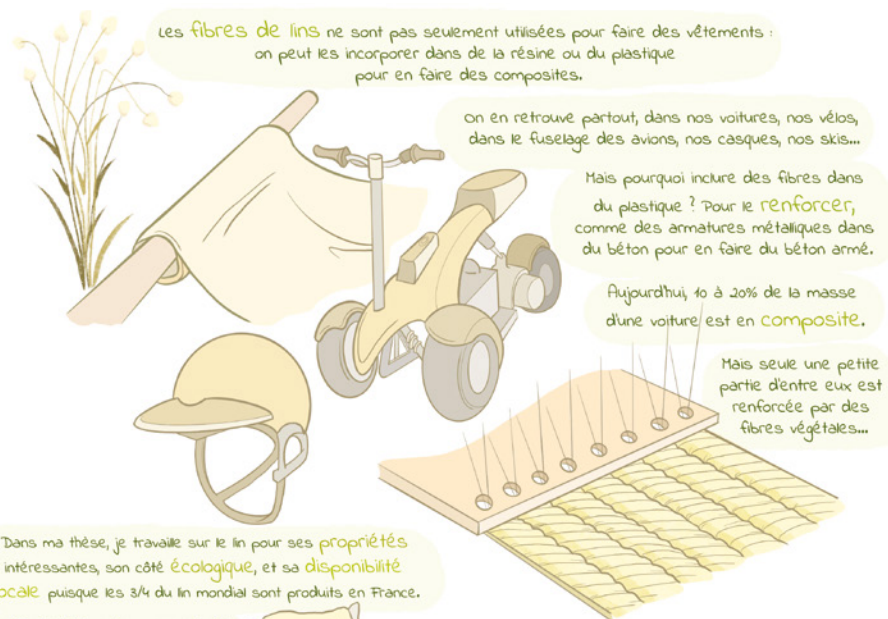 Les fibres de lins ne sont pas seulement utilisées pour faire des vêtements :
on peut les incorporer dans de la résine ou du plastique
pour en faire des composites.
On en retrouve partout, dans nos voitures, nos vélos,
dans le fuselage des avions, nos casques, nos skis...
Mais pourquoi inclure des fibres dans
du plastique ? Pour le renforcer,
comme des armatures métalliques dans
du béton pour en faire du béton armé.
Aujourd'hui, 10 à 20% de la masse
d'une voiture est en composite.
Mais seule une petite
partie d'entre eux est
renforcée par des
fibres végétales...
Dans ma thèse, je travaille sur le lin pour ses propriétés
intéressantes, son côté écologique, et sa disponibilité
ocale puisque les 3/4 du lin mondial sont produits en France.